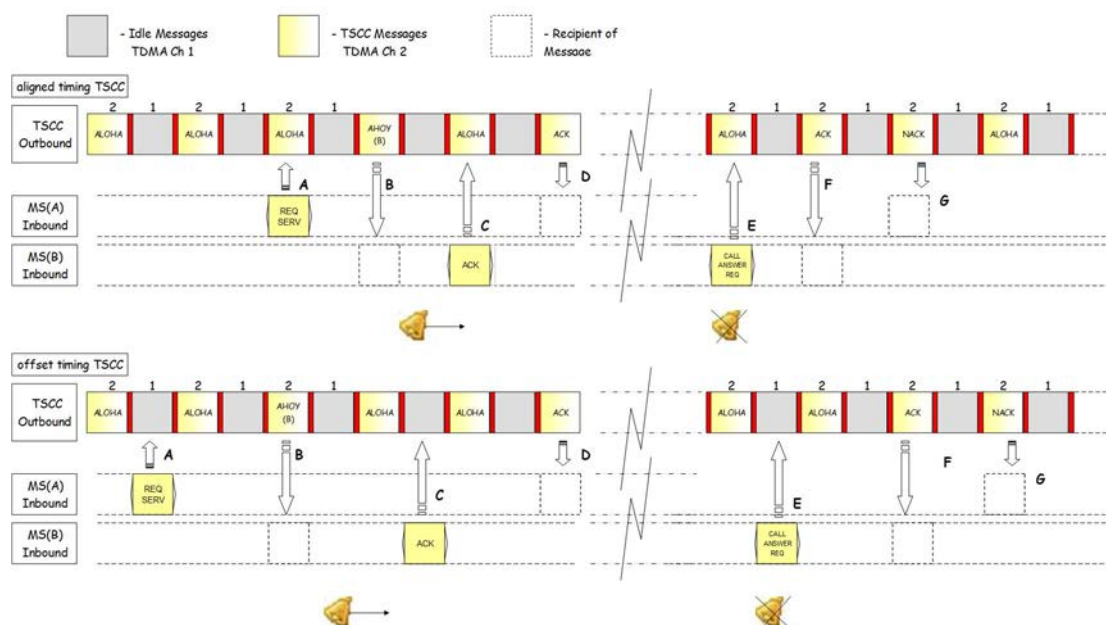 - Idle Messages
TDMA Ch 1
- TSCC Messages
TDMA Ch 2
- Recipient of
Message
aligned timing TSCC
2 1 2 1 2 1 2 1 2 1 2 1
TSCC
Outbound
ALOHA ALOHA ALOHA AHOY
(B)
ALOHA ACK ALOHA ACK NACK ALOHA
A B C D E F G
MS(A)
Inbound
REQ
SERV
MS(B)
Inbound
ACK
CALL
ANSWER
REQ
offset timing TSCC
2 1 2 1 2 1 2 1 2 1 2 1 2 1
TSCC
Outbound
ALOHA ALOHA AHOY
(B)
ALOHA ALOHA ACK ALOHA ALOHA ACK NACK
A B C D E F G
MS(A)
Inbound
REQ
SERV
MS(B)
Inbound
ACK
CALL
ANSWER
REQ